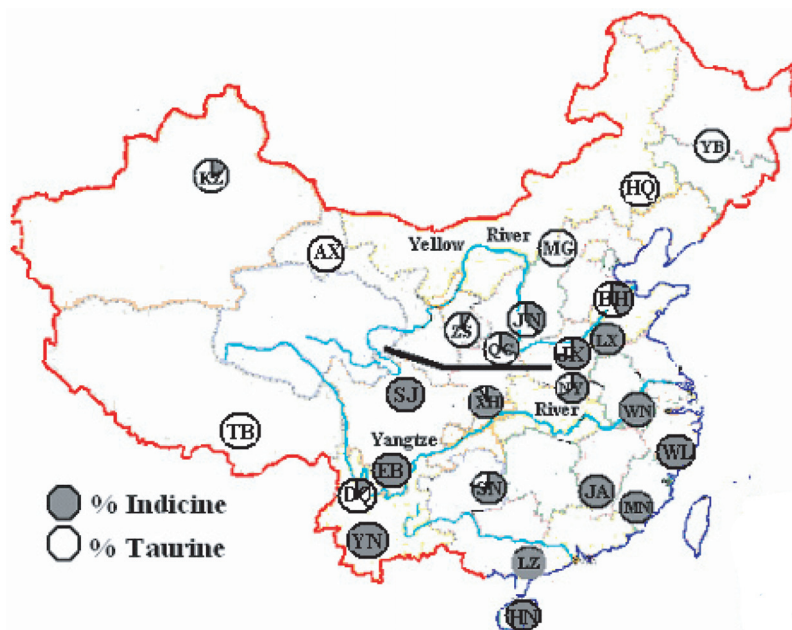 YB
KZ
HQ
Yellow River
MG
AX
BH
ZS
JN
LX
QC
JK
NY
SJ
XH
WN
River
TB
Yangtze
WL
EB
DQ
SN
JA
MN
% Indicine
% Taurine
YN
LZ
HN